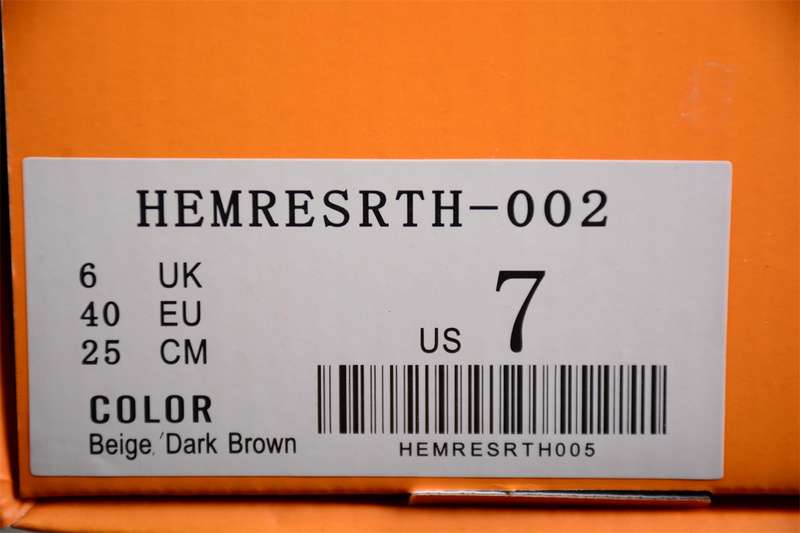 HEMRESRTH-002
6 UK
40 EU
25 CM
US 7
COLOR
Beige/Dark Brown
HEMRESRTH005